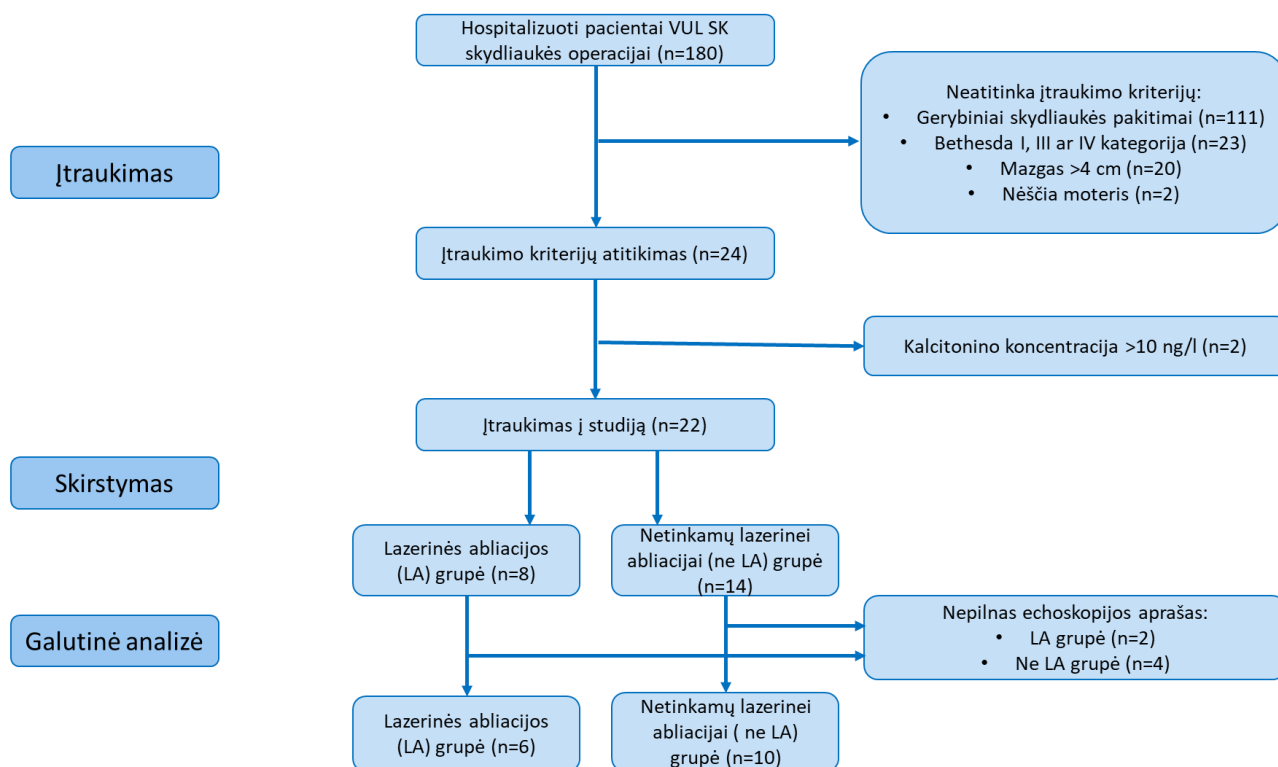 Hospitalizuoti pacientai VUL SK
skydliaukės operacijai (n=180)
Neatitinka įtraukimo kriterijų:
• Gerybiniai skydliaukės pakitimai (n=111)
• Bethesda I, III ar IV kategorija (n=23)
• Mazgas >4 cm (n=20)
• Nėščia moteris (n=2)
Įtraukimas
Įtraukimo kriterijų atitikimas (n=24)
Kalcitonino koncentracija >10 ng/l (n=2)
Įtraukimas į studiją (n=22)
Skirstymas
Lazerinės abliacijos
(LA) grupė (n=8)
Netinkamų lazerinei
abliacijai (ne LA) grupė
(n=14)
Nepilnas echoskopijos aprašas:
• LA grupė (n=2)
• Ne LA grupė (n=4)
Galutinė analizė
Lazerinės abliacijos
(LA) grupė (n=6)
Netinkamų lazerinei
abliacijai ( ne LA)
grupė (n=10)